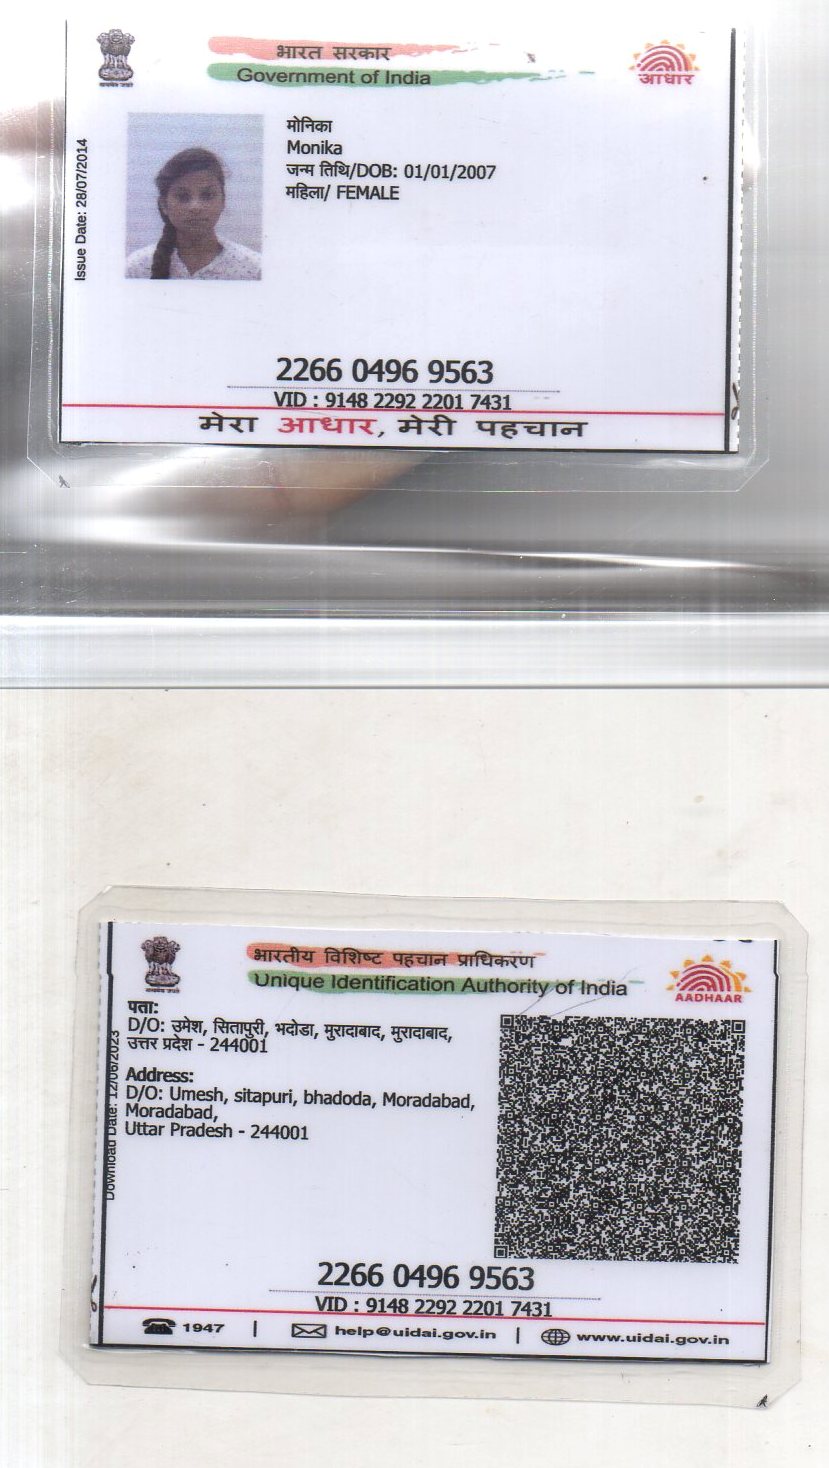 भारत सरकार
Government of India
आधार
Issue Date: 28/07/2014
मोनिका
Monika
जन्म तिथि/DOB: 01/01/2007
महिला/ FEMALE
2266 0496 9563
VID : 9148 2292 2201 7431
मेरा आधार, मेरी पहचान
भारतीय विशिष्ट पहचान प्राधिकरण
Unique Identification Authority of India
AADHAAR
पता:
D/O: उमेश, सितापुरी, भदोडा, मुरादाबाद, मुरादाबाद,
उत्तर प्रदेश - 244001
Address:
D/O: Umesh, sitapuri, bhadoda, Moradabad,
Moradabad,
Uttar Pradesh - 244001
Download Date: 12/06/2023
2266 0496 9563
VID : 9148 2292 2201 7431
1947 | help@uidai.gov.in | www.uidai.gov.in